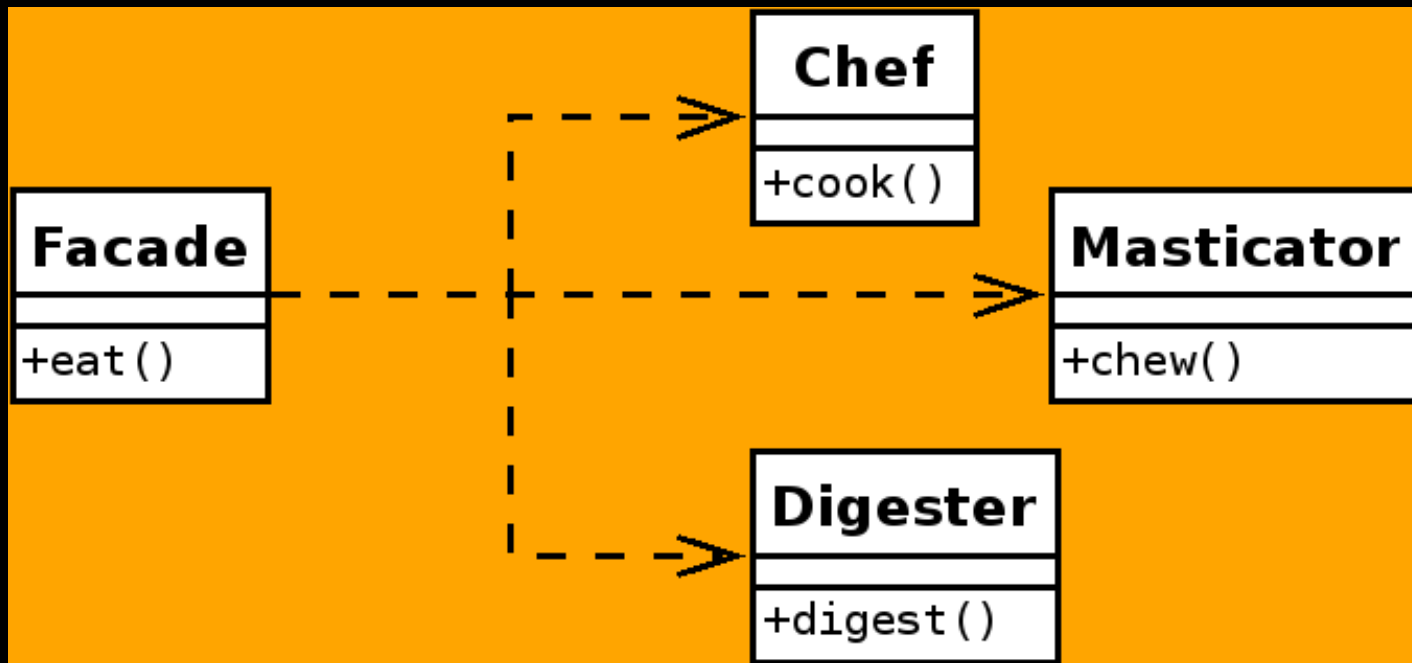 Chef
+cook()
Facade
+eat()
Masticator
+chew()
Digester
+digest()